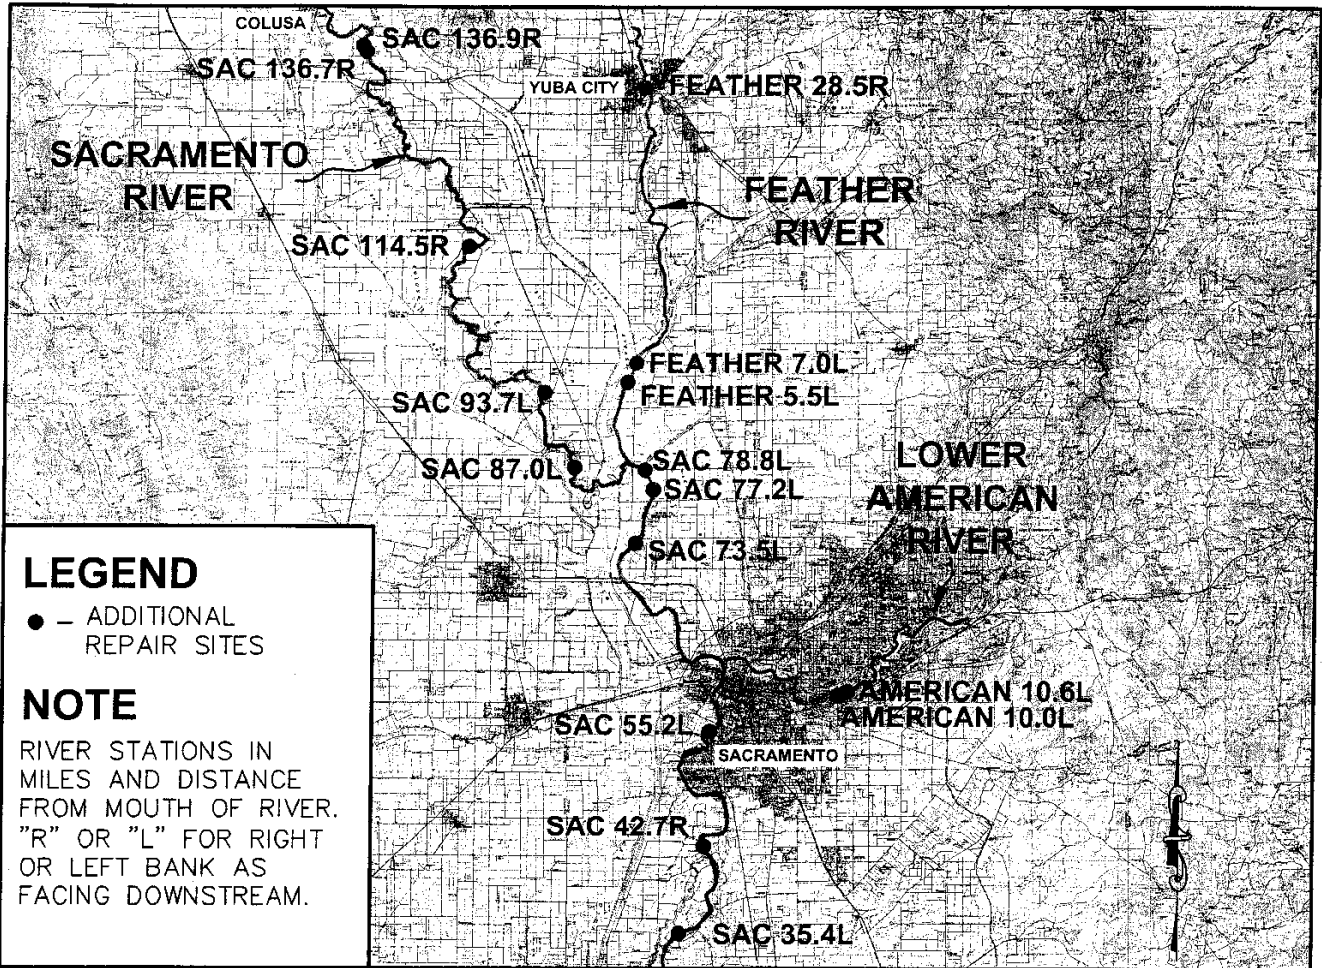 COLUSA
SAC 136.9R
SAC 136.7R
YUBA CITY
FEATHER 28.5R
SACRAMENTO
RIVER
FEATHER
RIVER
SAC 114.5R
FEATHER 7.0L
FEATHER 5.5L
SAC 93.7L
SAC 87.0L
SAC 78.8L
SAC 77.2L
LOWER
AMERICAN
RIVER
SAC 73.5L
AMERICAN 10.6L
AMERICAN 10.0L
SAC 55.2L
SACRAMENTO
SAC 42.7R
SAC 35.4L
LEGEND
● – ADDITIONAL
REPAIR SITES
NOTE
RIVER STATIONS IN
MILES AND DISTANCE
FROM MOUTH OF RIVER.
"R" OR "L" FOR RIGHT
OR LEFT BANK AS
FACING DOWNSTREAM.